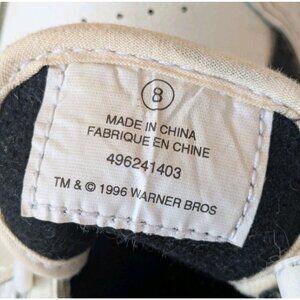 8
MADE IN CHINA
FABRIQUE EN CHINE
496241403
TM & © 1996 WARNER BROS